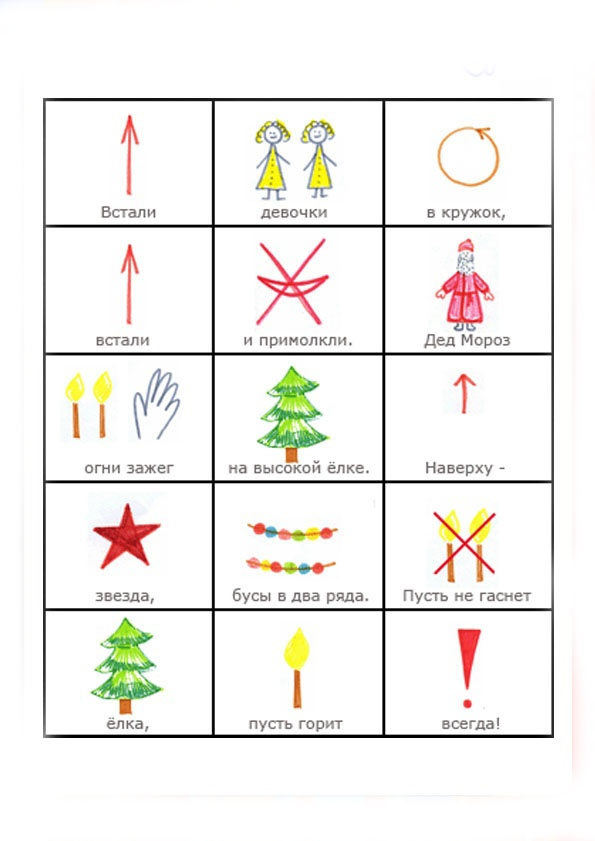 Встали
девочки
в кружок,
встали
и примолкли.
Дед Мороз
огни зажег
на высокой ёлке.
Наверху -
звезда,
бусы в два ряда.
Пусть не гаснет
ёлка,
пусть горит
всегда!